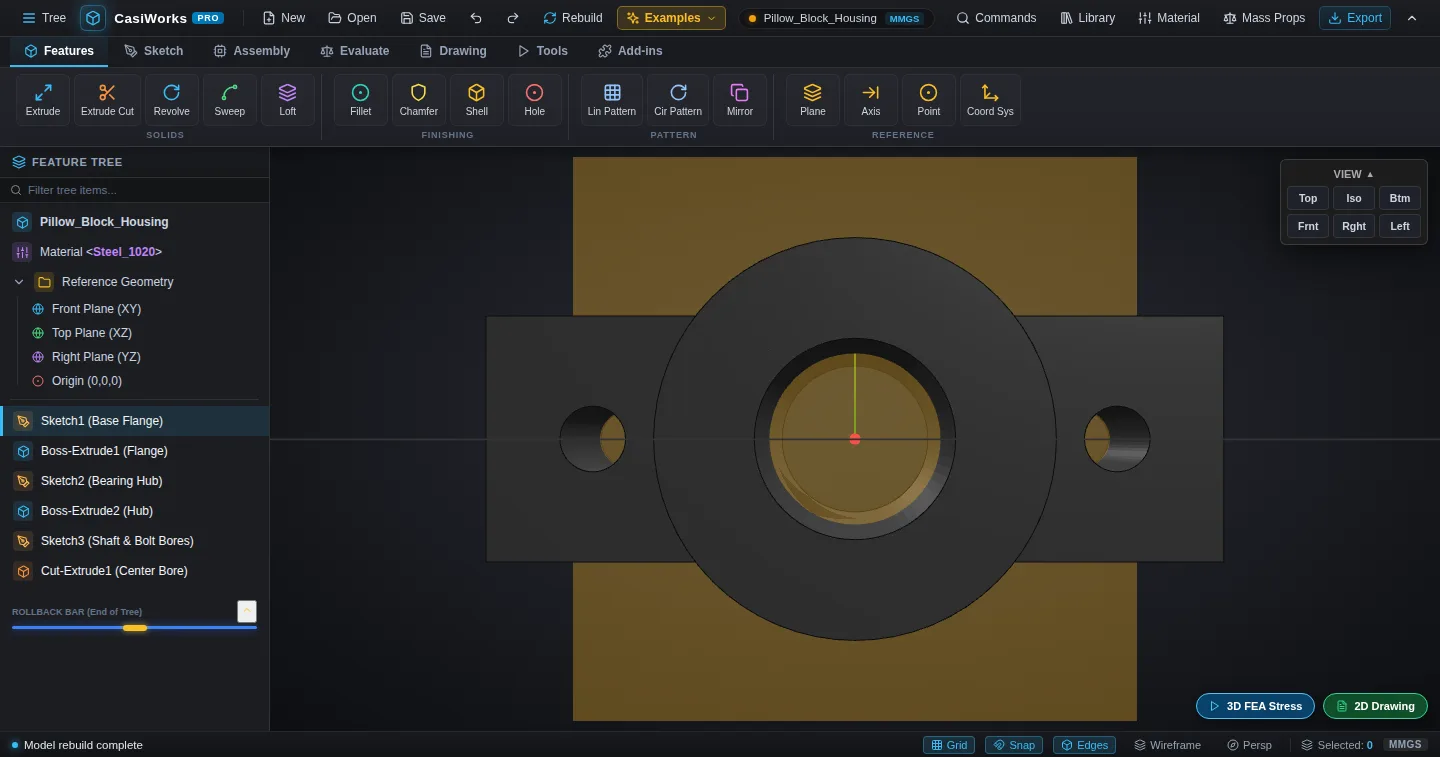 Tree CasiWorks PRO New Open Save Rebuild Examples Pillow_Block_Housing MMGS Commands Library Material Mass Props Export
Features Sketch Assembly Evaluate Drawing Tools Add-ins
Extrude Extrude Cut Revolve Sweep Loft Fillet Chamfer Shell Hole Lin Pattern Cir Pattern Mirror Plane Axis Point Coord Sys
SOLIDS FINISHING PATTERN REFERENCE
FEATURE TREE
Filter tree items...
Pillow_Block_Housing
Material <Steel_1020>
Reference Geometry
Front Plane (XY)
Top Plane (XZ)
Right Plane (YZ)
Origin (0,0,0)
Sketch1 (Base Flange)
Boss-Extrude1 (Flange)
Sketch2 (Bearing Hub)
Boss-Extrude2 (Hub)
Sketch3 (Shaft & Bolt Bores)
Cut-Extrude1 (Center Bore)
ROLLBACK BAR (End of Tree)
VIEW ▲
Top Iso Btm
Frnt Rght Left
3D FEA Stress 2D Drawing
Model rebuild complete Grid Snap Edges Wireframe Persp Selected: 0 MMGS